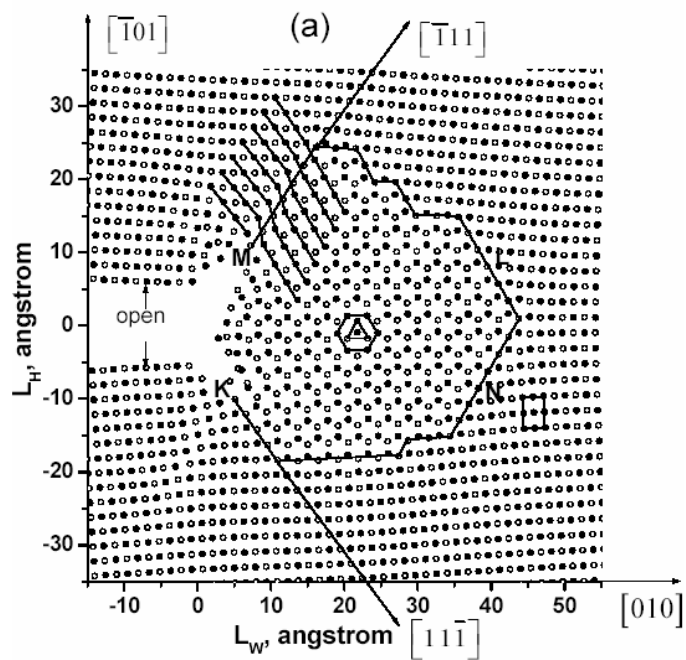 [1̅01]
(a)
[1̅11]
30
20
10
0
-10
-20
-30
L_H, angstrom
M
L
open
K
N
-10 0 10 20 30 40 50
[010]
L_W, angstrom
[111̅]